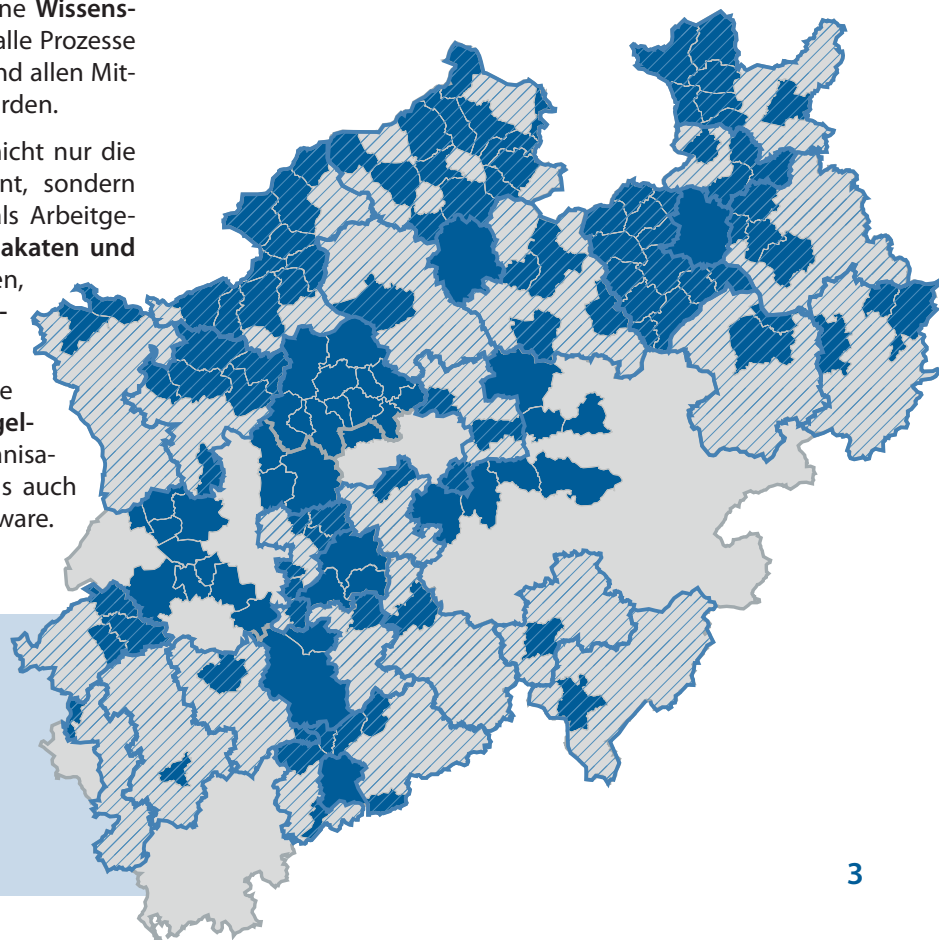 ne Wissens-
alle Prozesse
nd allen Mit-
rden.
nicht nur die
nt, sondern
als Arbeitge-
akaten und
en,
-
e
gel-
nisa-
s auch
ware.
3